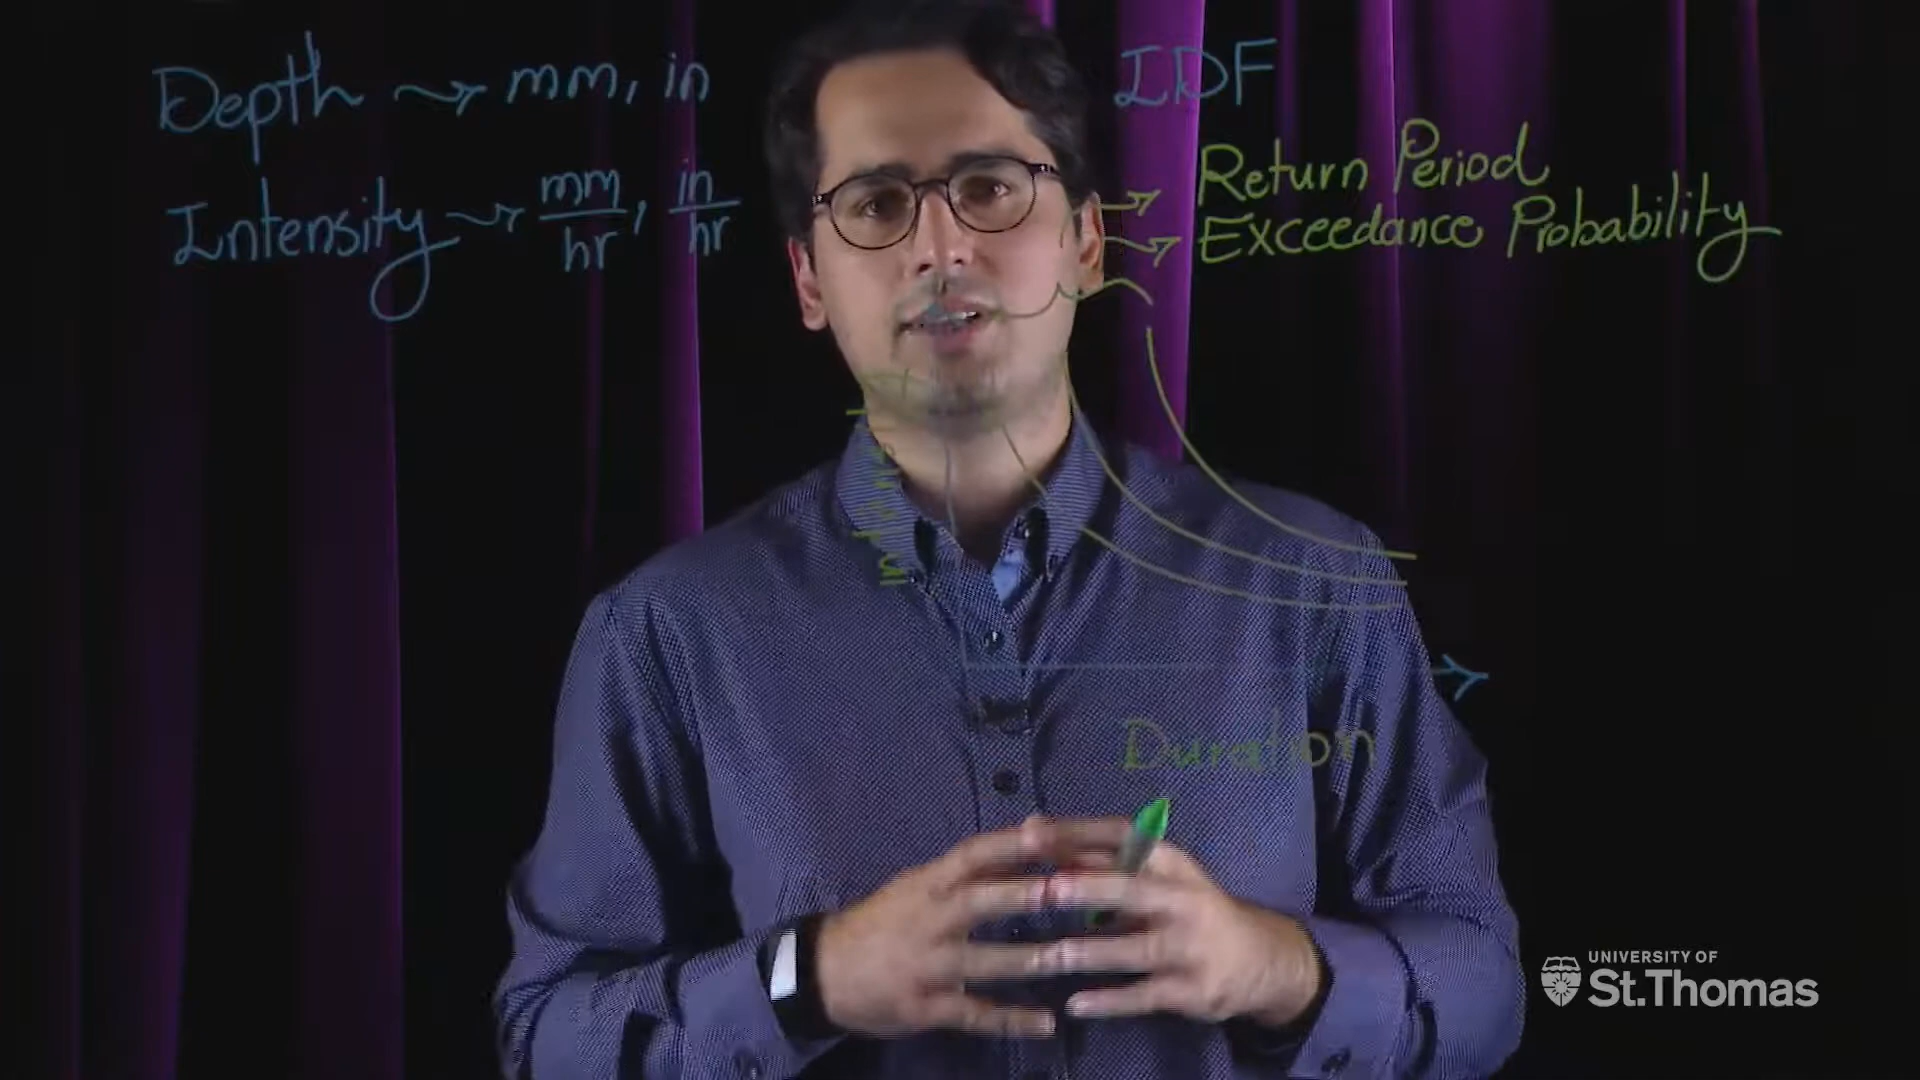 Depth → mm, in
Intensity → mm/hr, in/hr
IDF
→ Return Period
→ Exceedance Probability
Duration
UNIVERSITY OF
St. Thomas